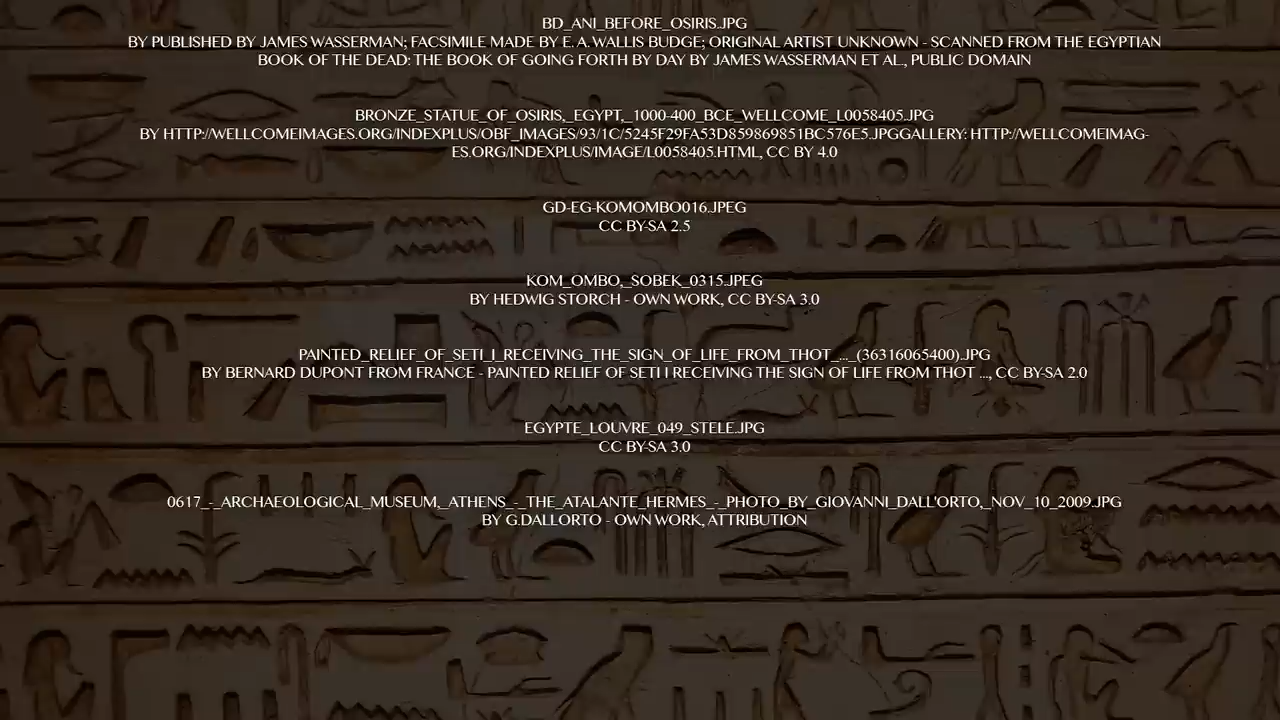 BD_ANI_BEFORE_OSIRIS.JPG
BY PUBLISHED BY JAMES WASSERMAN; FACSIMILE MADE BY E. A. WALLIS BUDGE; ORIGINAL ARTIST UNKNOWN - SCANNED FROM THE EGYPTIAN
BOOK OF THE DEAD: THE BOOK OF GOING FORTH BY DAY BY JAMES WASSERMAN ET AL., PUBLIC DOMAIN
BRONZE_STATUE_OF_OSIRIS,_EGYPT,_1000-400_BCE_WELLCOME_L0058405.JPG
BY HTTP://WELLCOMEIMAGES.ORG/INDEXPLUS/OBF_IMAGES/93/1C/5245F29FA53D859869851BC576E5.JPGGALLERY: HTTP://WELLCOMEIMAG-
ES.ORG/INDEXPLUS/IMAGE/L0058405.HTML, CC BY 4.0
GD-EG-KOMOMBO016.JPEG
CC BY-SA 2.5
KOM_OMBO,_SOBEK_0315.JPEG
BY HEDWIG STORCH - OWN WORK, CC BY-SA 3.0
PAINTED_RELIEF_OF_SETI_I_RECEIVING_THE_SIGN_OF_LIFE_FROM_THOT_..._(36316065400).JPG
BY BERNARD DUPONT FROM FRANCE - PAINTED RELIEF OF SETI I RECEIVING THE SIGN OF LIFE FROM THOT ..., CC BY-SA 2.0
EGYPTE_LOUVRE_049_STELE.JPG
CC BY-SA 3.0
0617_-_ARCHAEOLOGICAL_MUSEUM,_ATHENS_-_THE_ATALANTE_HERMES_-_PHOTO_BY_GIOVANNI_DALL'ORTO,_NOV_10_2009.JPG
BY G.DALLORTO - OWN WORK, ATTRIBUTION